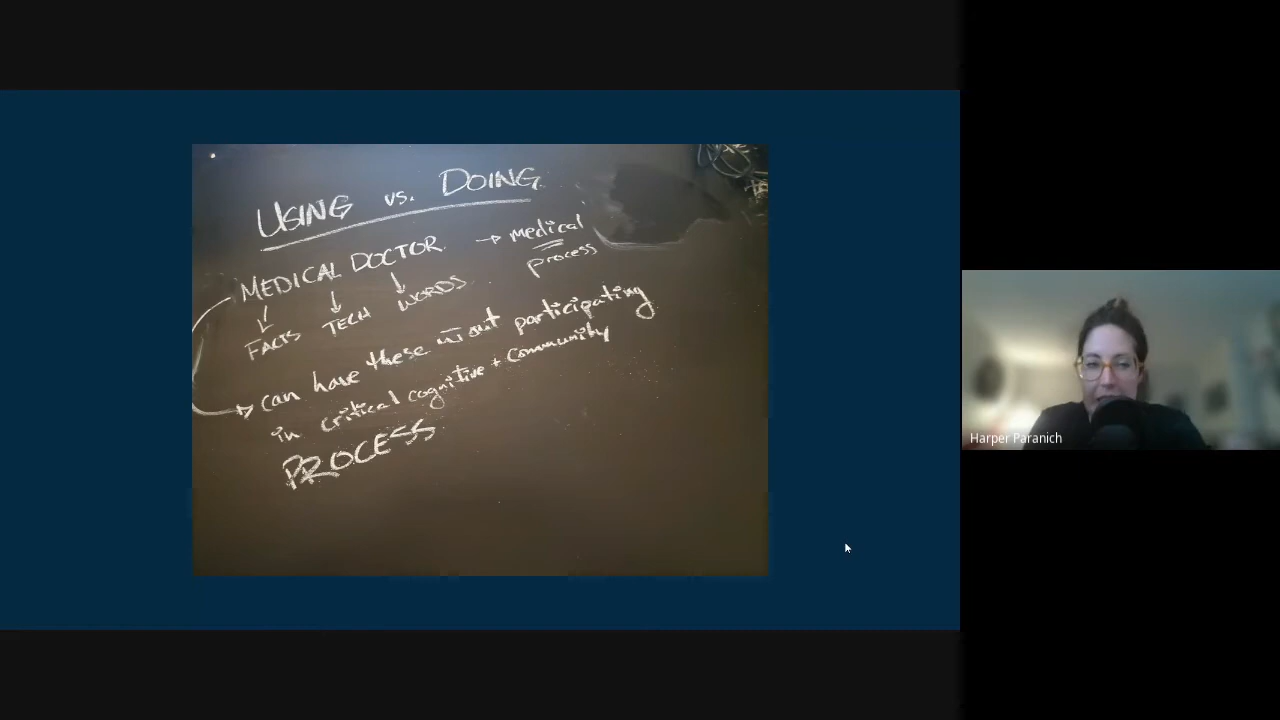 USING vs. DOING
MEDICAL DOCTOR → medical
process
FACTS TECH WORDS
can have these w/out participating
in critical cognitive + community
PROCESS
Harper Paranich